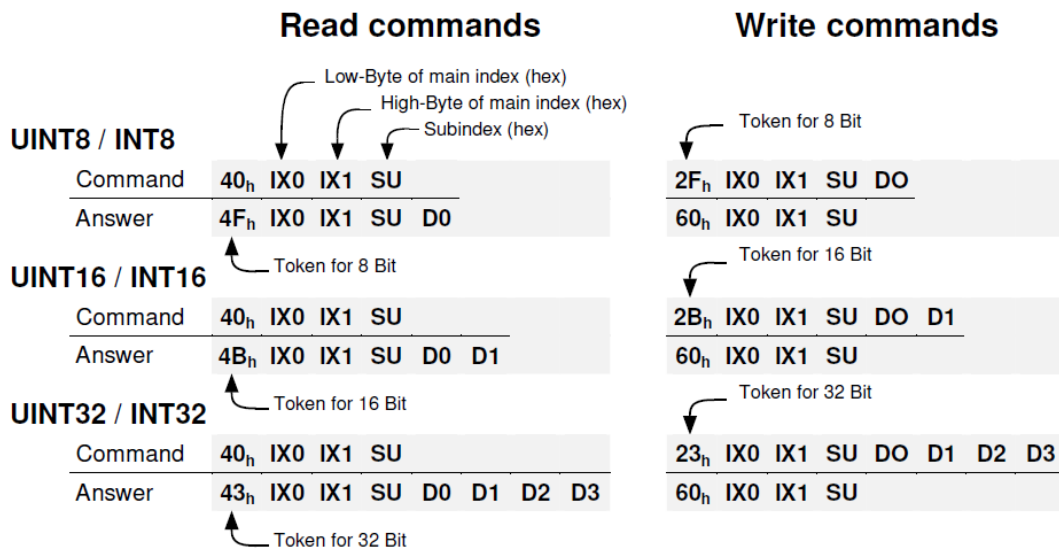 Read commands Write commands
Low-Byte of main index (hex)
High-Byte of main index (hex)
Subindex (hex) Token for 8 Bit
UINT8 / INT8
Command 40h IX0 IX1 SU 2Fh IX0 IX1 SU DO
Answer 4Fh IX0 IX1 SU D0 60h IX0 IX1 SU
Token for 8 Bit Token for 16 Bit
UINT16 / INT16
Command 40h IX0 IX1 SU 2Bh IX0 IX1 SU DO D1
Answer 4Bh IX0 IX1 SU D0 D1 60h IX0 IX1 SU
Token for 16 Bit Token for 32 Bit
UINT32 / INT32
Command 40h IX0 IX1 SU 23h IX0 IX1 SU DO D1 D2 D3
Answer 43h IX0 IX1 SU D0 D1 D2 D3 60h IX0 IX1 SU
Token for 32 Bit